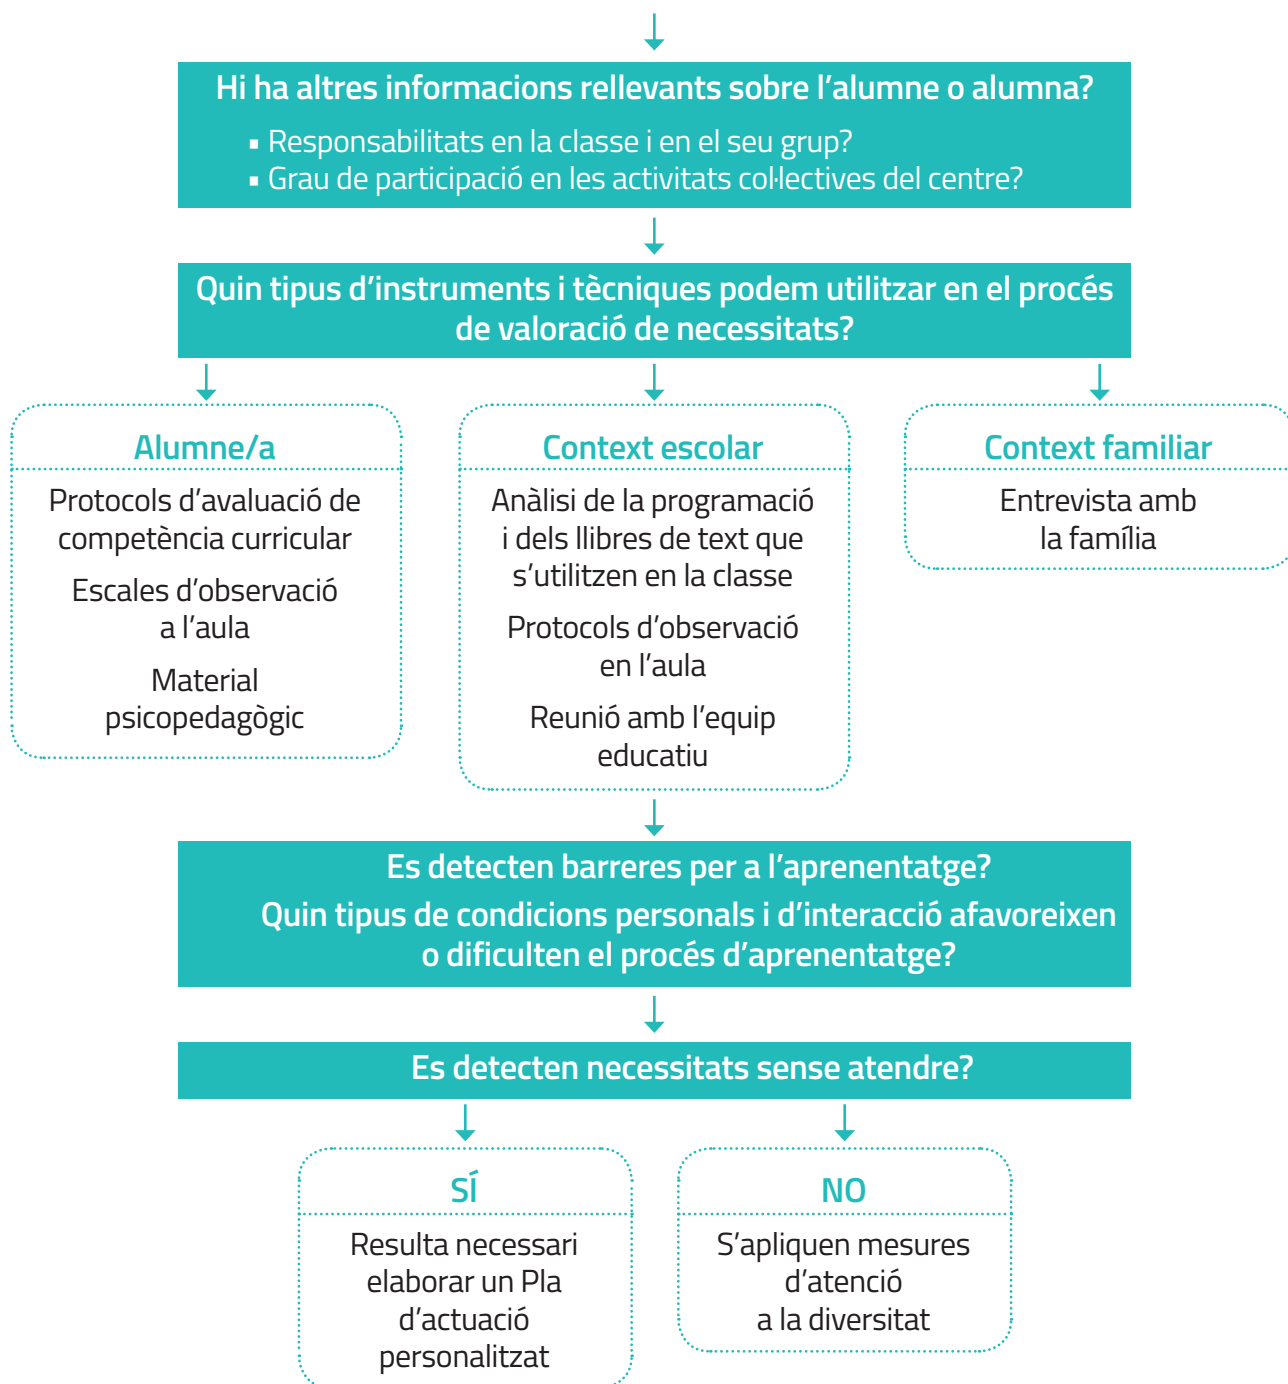 Hi ha altres informacions rellevants sobre l’alumne o alumna?
▪ Responsabilitats en la classe i en el seu grup?
▪ Grau de participació en les activitats col·lectives del centre?
Quin tipus d’instruments i tècniques podem utilitzar en el procés
de valoració de necessitats?
Alumne/a
Protocols d’avaluació de
competència curricular
Escales d’observació
a l’aula
Material
psicopedagògic
Context escolar
Anàlisi de la programació
i dels llibres de text que
s’utilitzen en la classe
Protocols d’observació
en l’aula
Reunió amb l’equip
educatiu
Context familiar
Entrevista amb
la família
Es detecten barreres per a l’aprenentatge?
Quin tipus de condicions personals i d’interacció afavoreixen
o dificulten el procés d’aprenentatge?
Es detecten necessitats sense atendre?
SÍ
Resulta necessari
elaborar un Pla
d’actuació
personalitzat
NO
S’apliquen mesures
d’atenció
a la diversitat